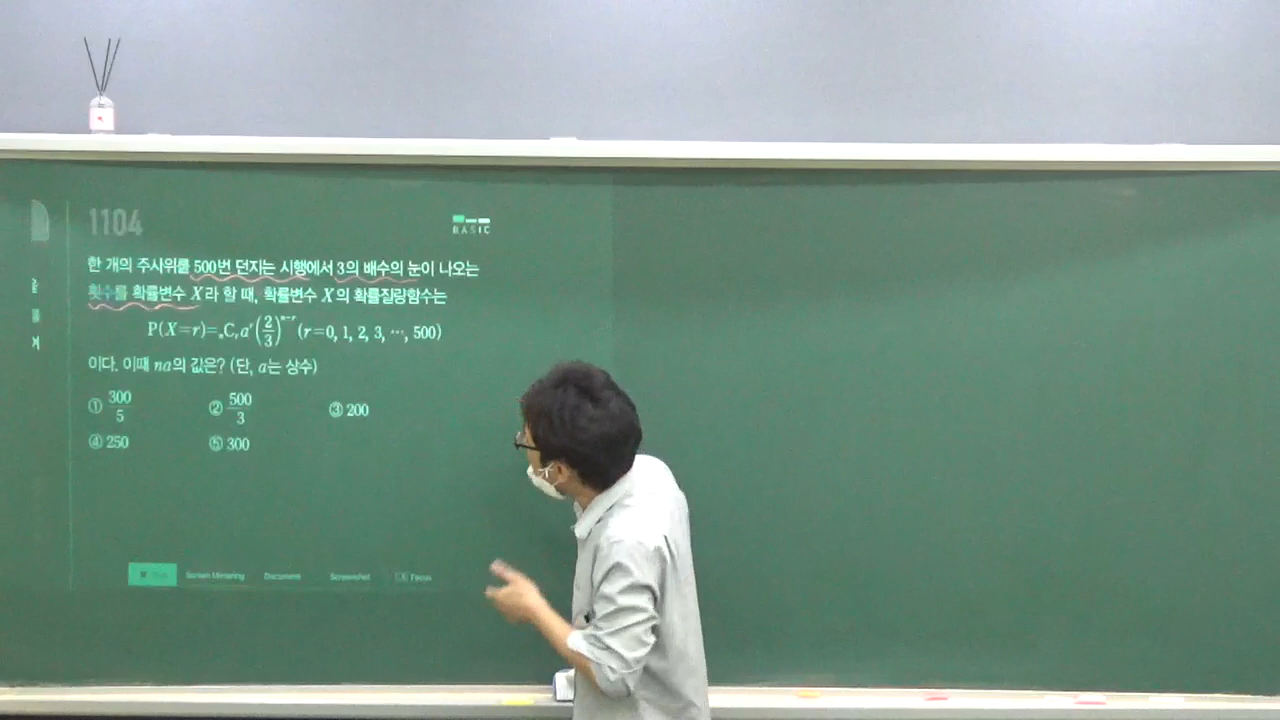 1104
BASIC
한 개의 주사위를 500번 던지는 시행에서 3의 배수의 눈이 나오는
횟수를 확률변수 X라 할 때, 확률변수 X의 확률질량함수는
P(X=r)=ₙCᵣaʳ(2/3)ⁿ⁻ʳ(r=0, 1, 2, 3, ⋯, 500)
이다. 이때 na의 값은? (단, a는 상수)
① 300/5 ② 500/3 ③ 200
④ 250 ⑤ 300
Screen Mirroring Document Screenshot Focus